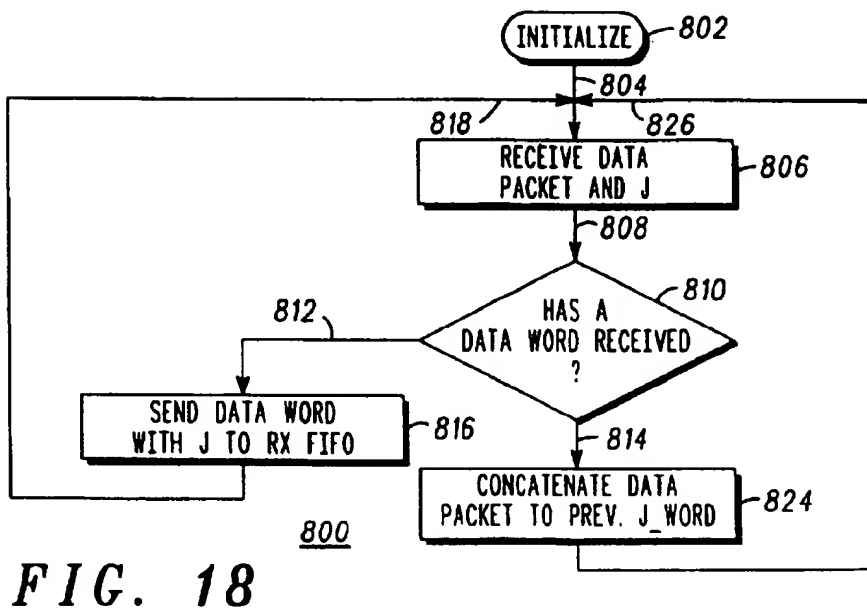 INITIALIZE
802
804
818
826
RECEIVE DATA
PACKET AND J
806
808
HAS A
DATA WORD RECEIVED
?
810
812
SEND DATA WORD
WITH J TO RX FIFO
816
814
CONCATENATE DATA
PACKET TO PREV. J_WORD
824
800
FIG. 18